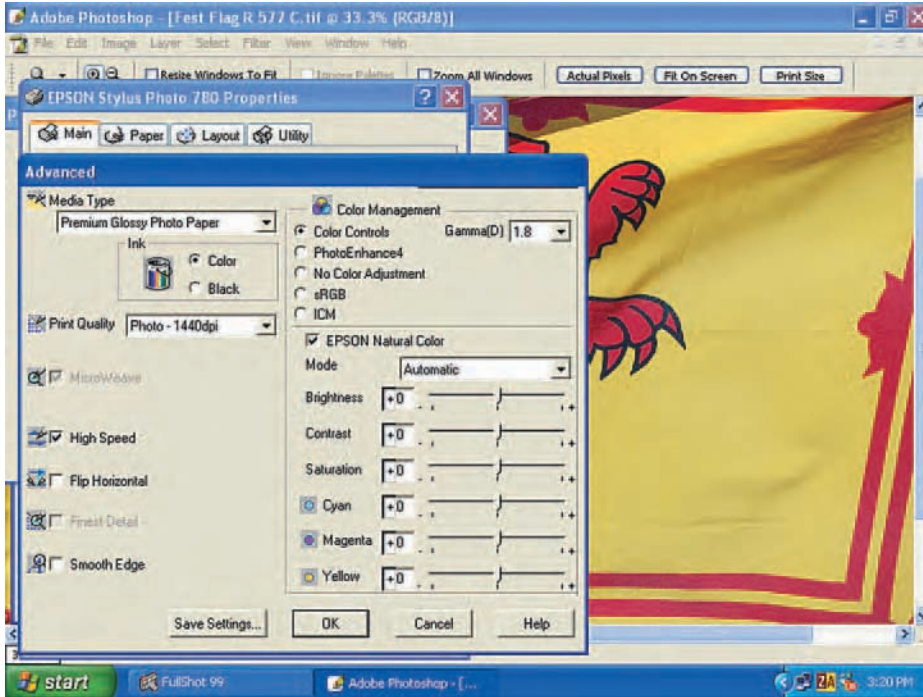 Adobe Photoshop - [Fest Flag R 577 C.tif @ 33.3% (RGB/8)]
File Edit Image Layer Select Filter View Window Help
Resize Windows To Fit Ignore Palettes Zoom All Windows Actual Pixels Fit On Screen Print Size
EPSON Stylus Photo 780 Properties
Main Paper Layout Utility
Advanced
Media Type
Premium Glossy Photo Paper
Ink
Color
Black
Print Quality Photo - 1440dpi
MicroWeave
High Speed
Flip Horizontal
Finest Detail
Smooth Edge
Color Management
Color Controls Gamma(D) 1.8
PhotoEnhance4
No Color Adjustment
sRGB
ICM
EPSON Natural Color
Mode Automatic
Brightness +0 - +
Contrast +0 - +
Saturation +0 - +
Cyan +0 - +
Magenta +0 - +
Yellow +0 - +
Save Settings... OK Cancel Help
start FullShot 99 Adobe Photoshop - [... ZA 3:20 PM